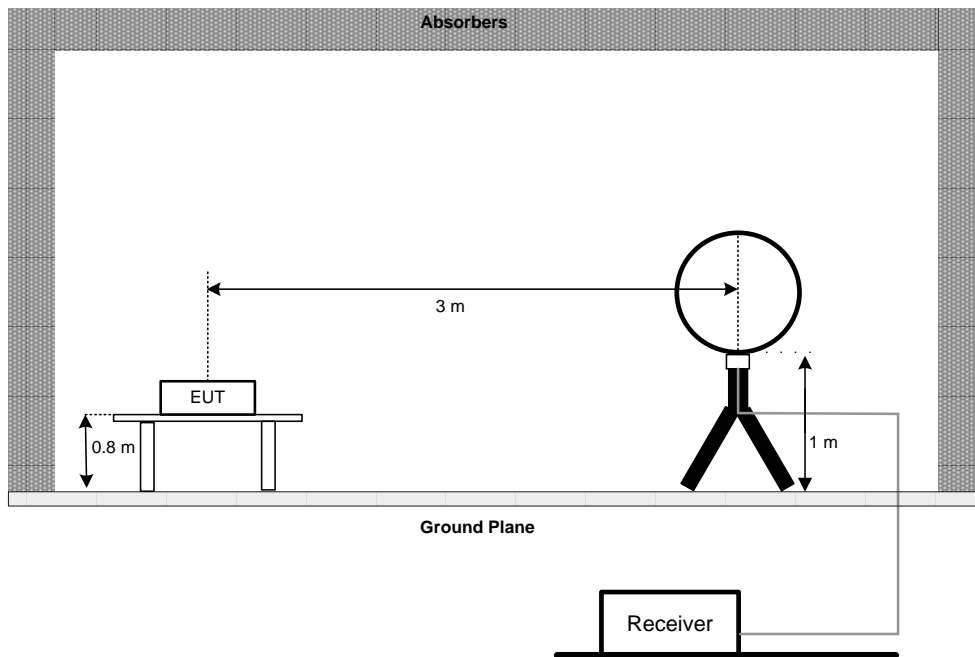 Absorbers
3 m
EUT
0.8 m
1 m
Ground Plane
Receiver